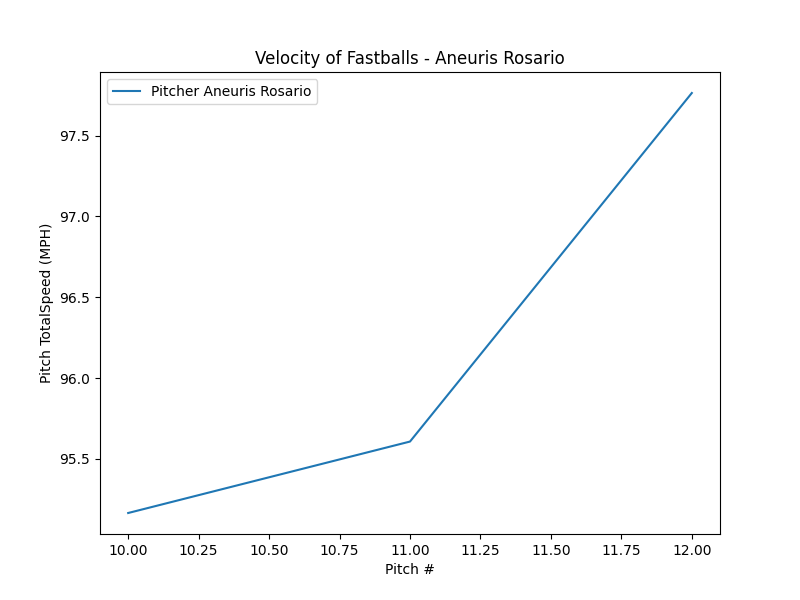 Velocity of Fastballs - Aneuris Rosario
Pitcher Aneuris Rosario
Pitch TotalSpeed (MPH)
97.5
97.0
96.5
96.0
95.5
10.00 10.25 10.50 10.75 11.00 11.25 11.50 11.75 12.00
Pitch #